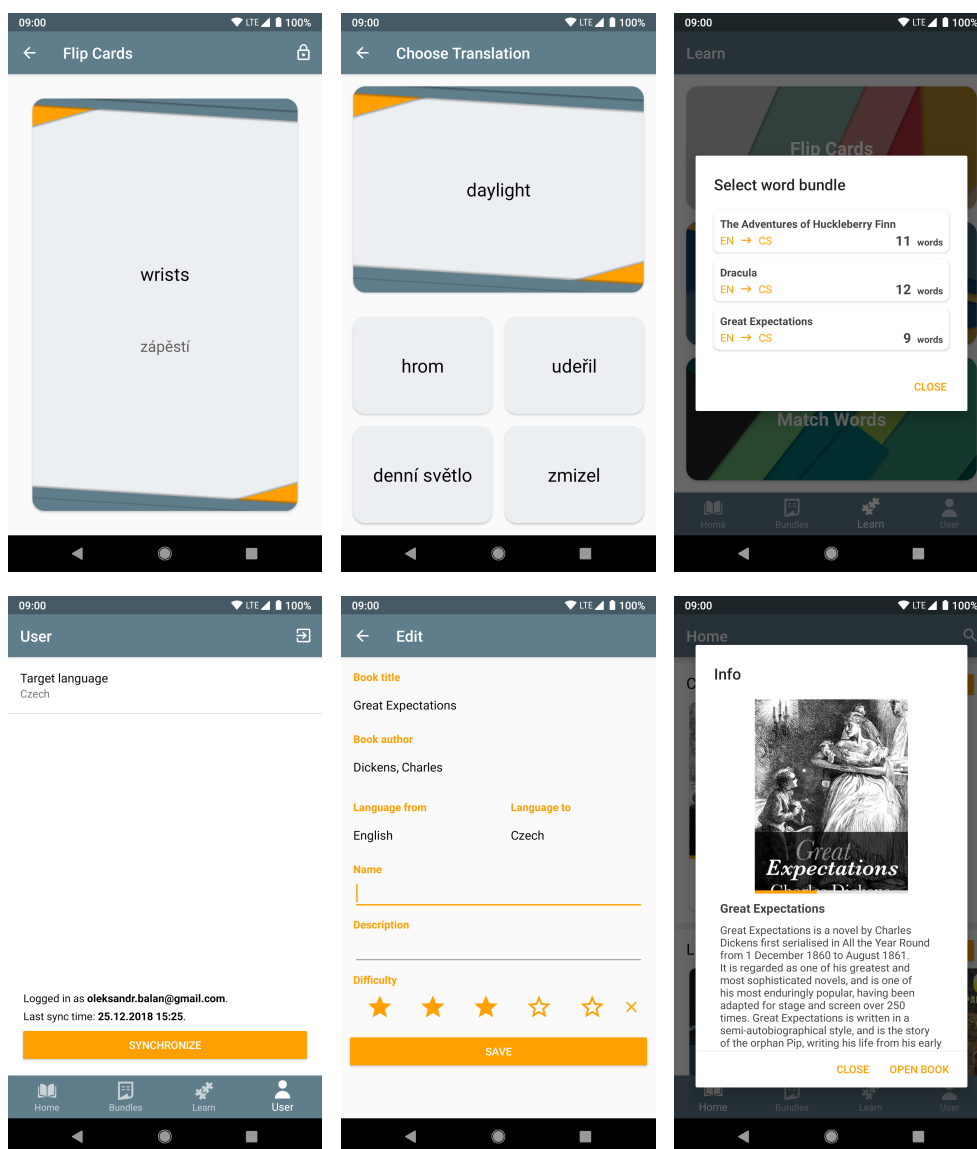 09:00 LTE 100%
Flip Cards
wrists
zápěstí
09:00 LTE 100%
Choose Translation
daylight
hrom
udeřil
denní světlo
zmizel
09:00 LTE 100%
Learn
Flip Cards
Select word bundle
The Adventures of Huckleberry Finn
EN → CS 11 words
Dracula
EN → CS 12 words
Great Expectations
EN → CS 9 words
CLOSE
Match Words
Home Bundles Learn User
09:00 LTE 100%
User
Target language
Czech
Logged in as oleksandr.balan@gmail.com.
Last sync time: 25.12.2018 15:25.
SYNCHRONIZE
Home Bundles Learn User
09:00 LTE 100%
Edit
Book title
Great Expectations
Book author
Dickens, Charles
Language from Language to
English Czech
Name
Description
Difficulty
SAVE
09:00 LTE 100%
Home
C
L
Info
Great
Expectations
Charles Dickens
Great Expectations
Great Expectations is a novel by Charles
Dickens first serialised in All the Year Round
from 1 December 1860 to August 1861.
It is regarded as one of his greatest and
most sophisticated novels, and is one of
his most enduringly popular, having been
adapted for stage and screen over 250
times. Great Expectations is written in a
semi-autobiographical style, and is the story
of the orphan Pip, writing his life from his early
CLOSE OPEN BOOK
Home Bundles Learn User